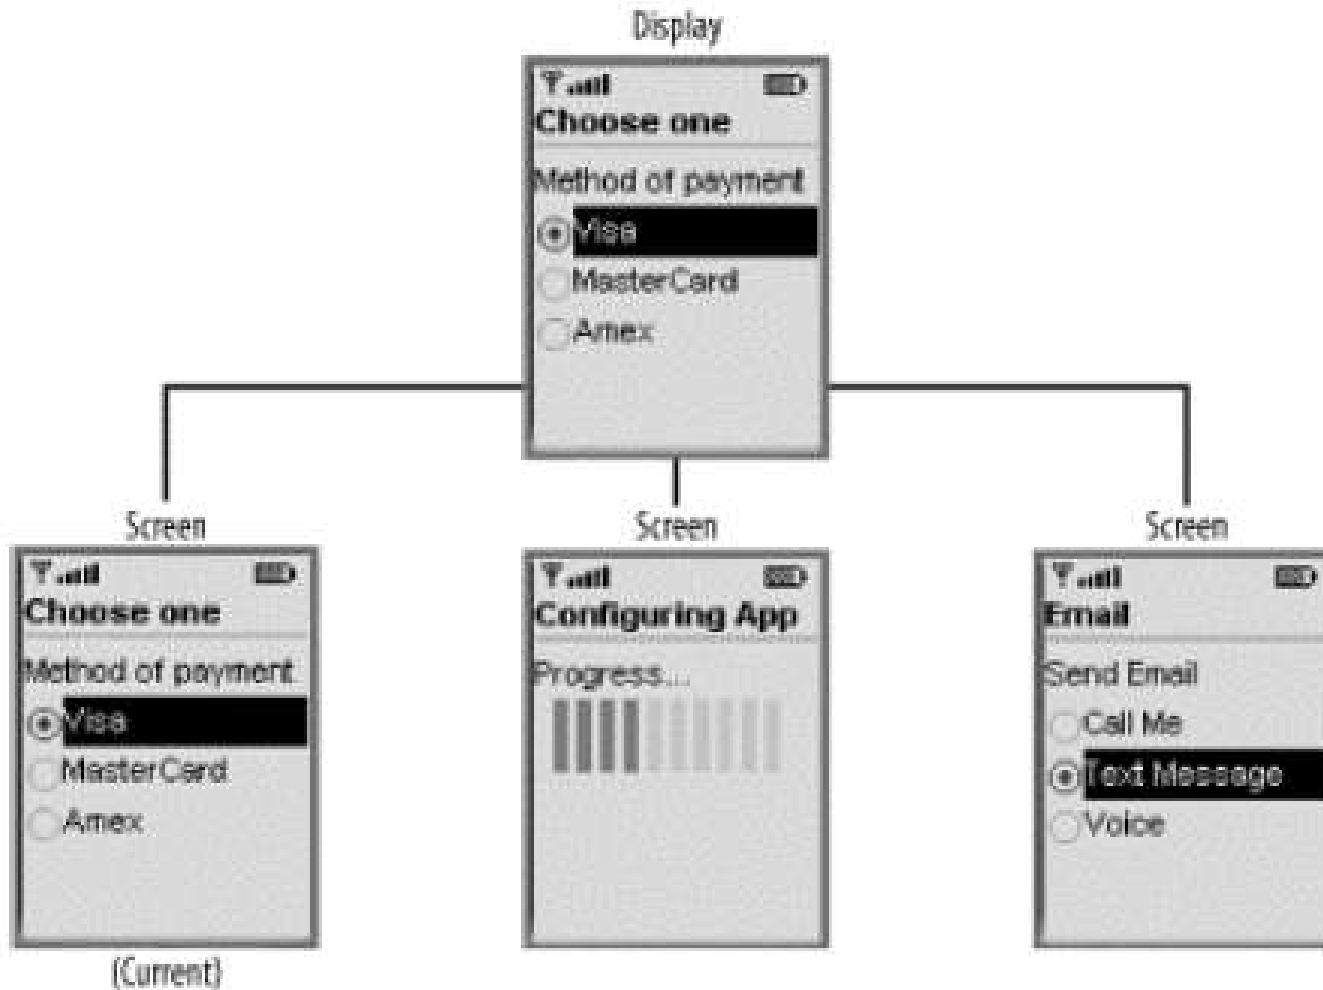 Display
Choose one
Method of payment
Visa
MasterCard
Amex
Screen
Choose one
Method of payment
Visa
MasterCard
Amex
(Current)
Screen
Configuring App
Progress....
Screen
Email
Send Email
Call Me
Text Message
Voice